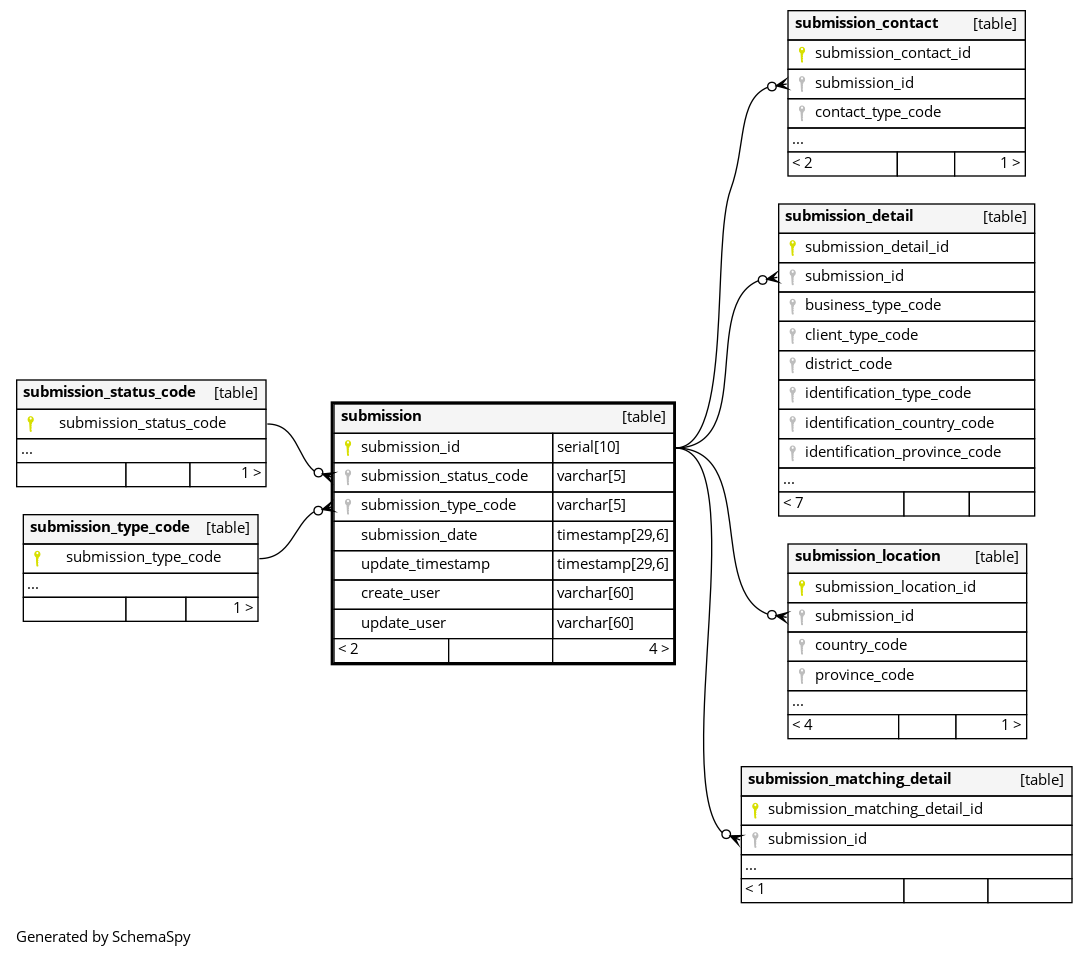 submission_contact [table]
submission_contact_id
submission_id
contact_type_code
...
< 2 1 >
submission_detail [table]
submission_detail_id
submission_id
business_type_code
client_type_code
district_code
identification_type_code
identification_country_code
identification_province_code
...
< 7
submission_status_code [table]
submission_status_code
...
1 >
submission_type_code [table]
submission_type_code
...
1 >
submission [table]
submission_id serial[10]
submission_status_code varchar[5]
submission_type_code varchar[5]
submission_date timestamp[29,6]
update_timestamp timestamp[29,6]
create_user varchar[60]
update_user varchar[60]
< 2 4 >
submission_location [table]
submission_location_id
submission_id
country_code
province_code
...
< 4 1 >
submission_matching_detail [table]
submission_matching_detail_id
submission_id
...
< 1
Generated by SchemaSpy